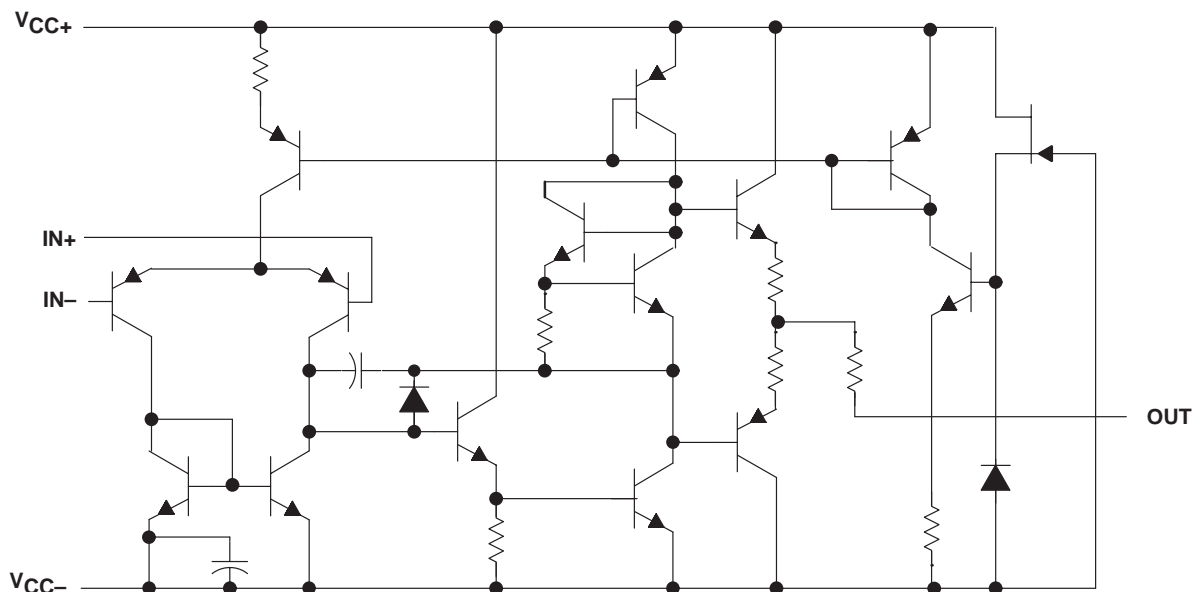 VCC+
IN+
IN–
OUT
VCC–